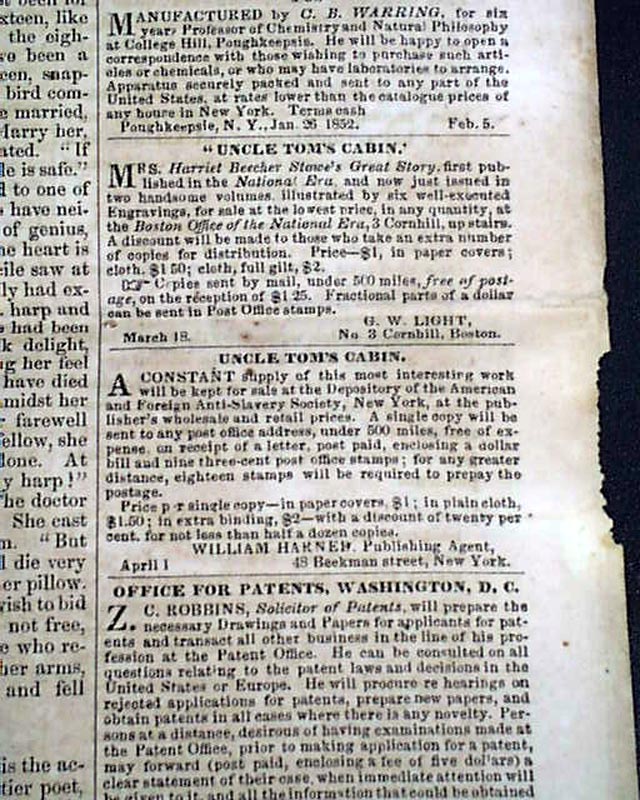 been for
sixteen, like
the eigh-
ve been a
een, snap-
bird com-
married,
Harry her,
ated. "If
le is safe."
d to one of
have nei-
of genius,
he heart is
cile saw at
ly had ex-
harp and
had been
k delight,
g her feel
have died
midst her
farewell
ellow, she
lone. At
y harp!"
The doctor
She cast
n. "But
I die very
er pillow.
wish to bid
not free,
e who re-
her arms,
and fell
is the ac-
tier poet,
MANUFACTURED by C. B. WARRING, for six
years Professor of Chemistry and Natural Philosophy
at College Hill, Poughkeepsie. He will be happy to open a
correspondence with those wishing to purchase such arti-
cles or chemicals, or who may have laboratories to arrange.
Apparatus securely packed and sent to any part of the
United States, at rates lower than the catalogue prices of
any house in New York. Terms cash
Poughkeepsie, N. Y., Jan. 26 1852. Feb. 5.
"UNCLE TOM'S CABIN.'
MRS. Harriet Beecher Stowe's Great Story, first pub-
lished in the National Era, and now just issued in
two handsome volumes, illustrated by six well-executed
Engravings, for sale at the lowest price, in any quantity, at
the Boston Office of the National Era, 3 Cornhill, up stairs.
A discount will be made to those who take an extra number
of copies for distribution. Price—$1, in paper covers;
cloth, $1 50; cloth, full gilt, $2.
☞ Copies sent by mail, under 500 miles, free of post-
age, on the reception of $1 25. Fractional parts of a dollar
can be sent in Post Office stamps.
G. W. LIGHT,
March 18. No 3 Cornhill, Boston.
UNCLE TOM'S CABIN.
A CONSTANT supply of this most interesting work
will be kept for sale at the Depository of the American
and Foreign Anti-Slavery Society, New York, at the pub-
lisher's wholesale and retail prices. A single copy will be
sent to any post office address, under 500 miles, free of ex-
pense, on receipt of a letter, post paid, enclosing a dollar
bill and nine three-cent post office stamps; for any greater
distance, eighteen stamps will be required to prepay the
postage.
Price p r single copy—in paper covers, $1; in plain cloth,
$1.50; in extra binding, $2—with a discount of twenty per
cent. for not less than half a dozen copies.
WILLIAM HARNED, Publishing Agent,
April 1 48 Beekman street, New York.
OFFICE FOR PATENTS, WASHINGTON, D. C.
Z. C. ROBBINS, Solicitor of Patents, will prepare the
necessary Drawings and Papers for applicants for pat-
ents and transact all other business in the line of his pro-
fession at the Patent Office. He can be consulted on all
questions relating to the patent laws and decisions in the
United States or Europe. He will procure re hearings on
rejected applications for patents, prepare new papers, and
obtain patents in all cases where there is any novelty. Per-
sons at a distance, desirous of having examinations made at
the Patent Office, prior to making application for a patent,
may forward (post paid, enclosing a fee of five dollars) a
clear statement of their case, when immediate attention will
be given to it, and all the information that could be obtained